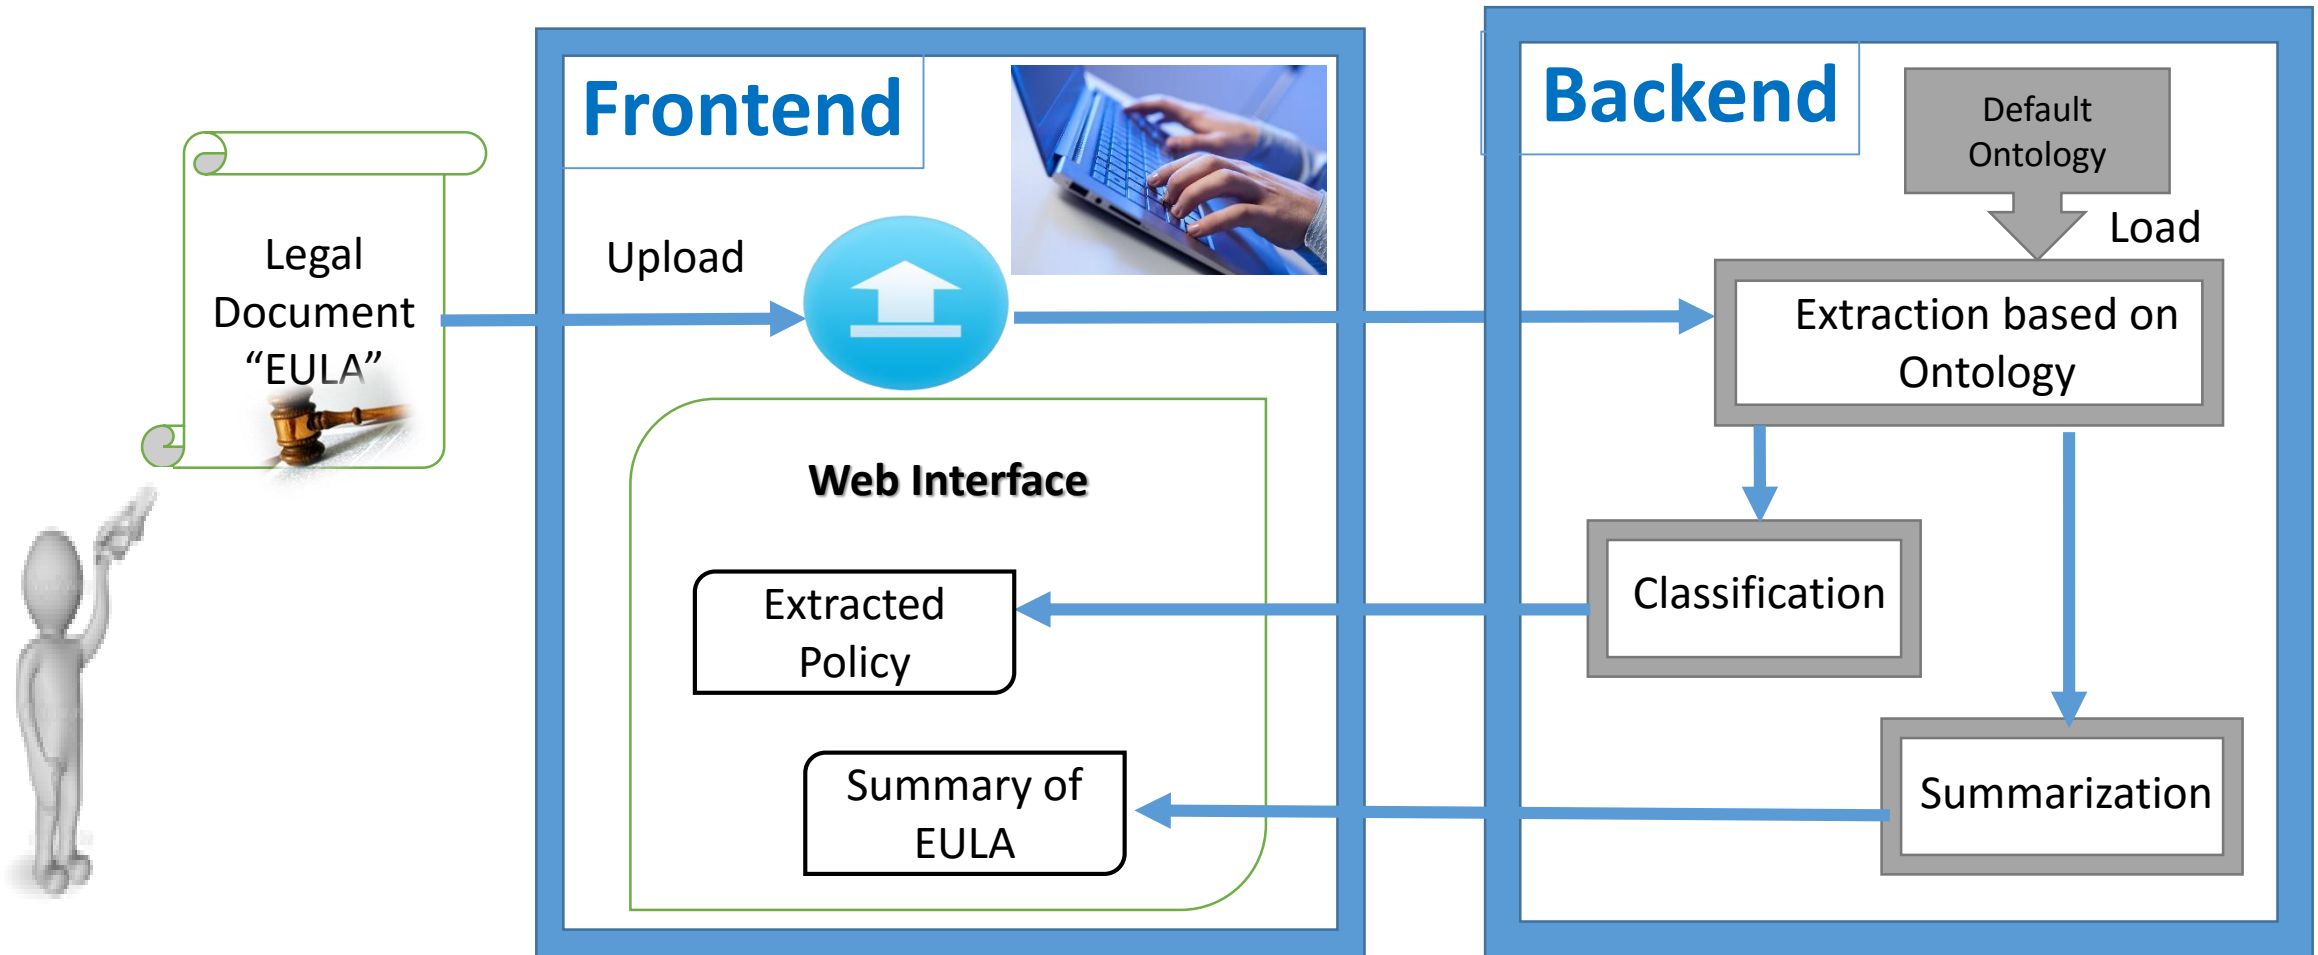 Legal
Document
“EULA”
Frontend
Upload
Web Interface
Extracted
Policy
Summary of
EULA
Backend
Default
Ontology
Load
Extraction based on
Ontology
Classification
Summarization